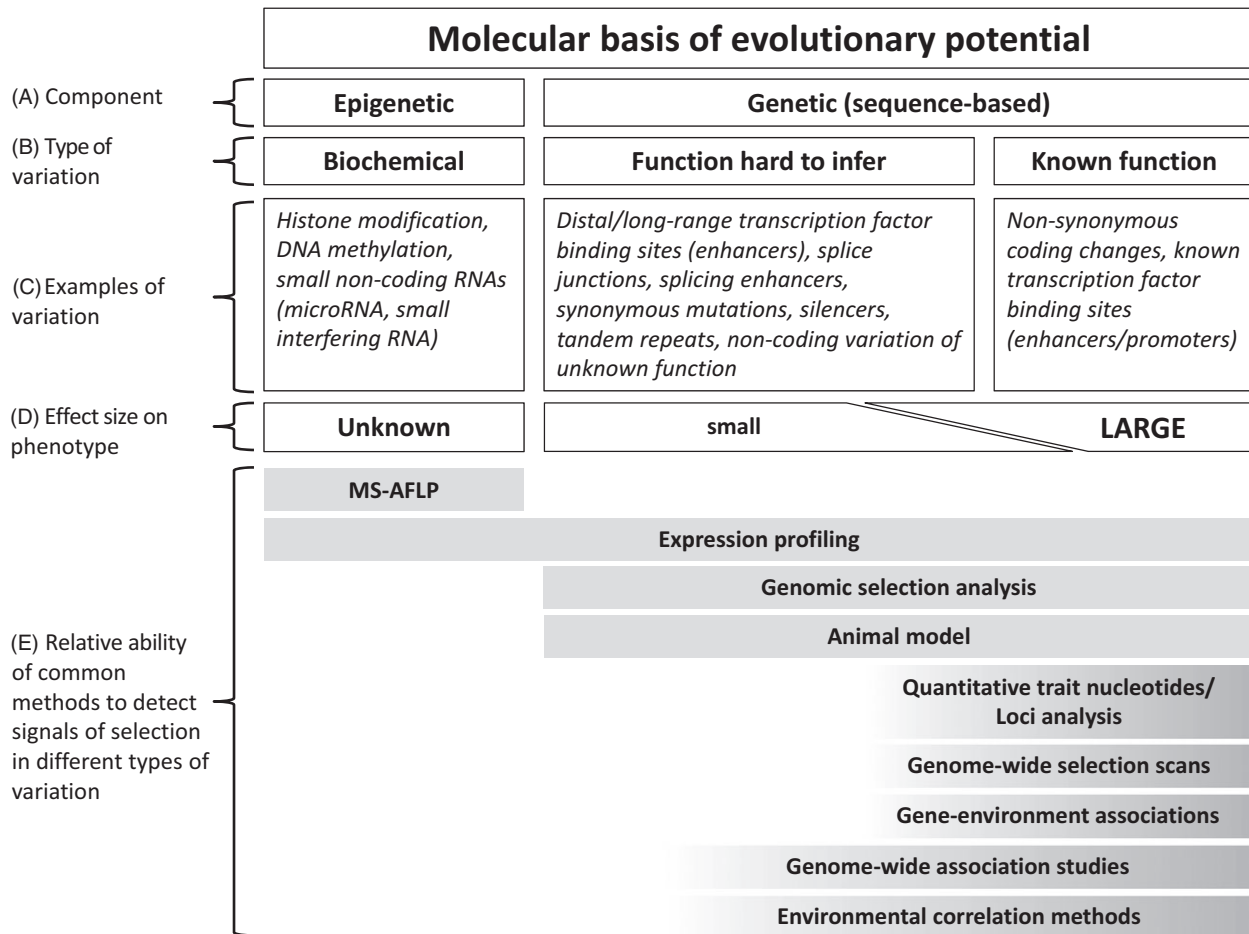 Molecular basis of evolutionary potential
(A) Component
Epigenetic
Genetic (sequence-based)
(B) Type of
variation
Biochemical
Function hard to infer
Known function
(C) Examples of
variation
Histone modification,
DNA methylation,
small non-coding RNAs
(microRNA, small
interfering RNA)
Distal/long-range transcription factor
binding sites (enhancers), splice
junctions, splicing enhancers,
synonymous mutations, silencers,
tandem repeats, non-coding variation of
unknown function
Non-synonymous
coding changes, known
transcription factor
binding sites
(enhancers/promoters)
(D) Effect size on
phenotype
Unknown
small
LARGE
(E) Relative ability
of common
methods to detect
signals of selection
in different types of
variation
MS-AFLP
Expression profiling
Genomic selection analysis
Animal model
Quantitative trait nucleotides/
Loci analysis
Genome-wide selection scans
Gene-environment associations
Genome-wide association studies
Environmental correlation methods